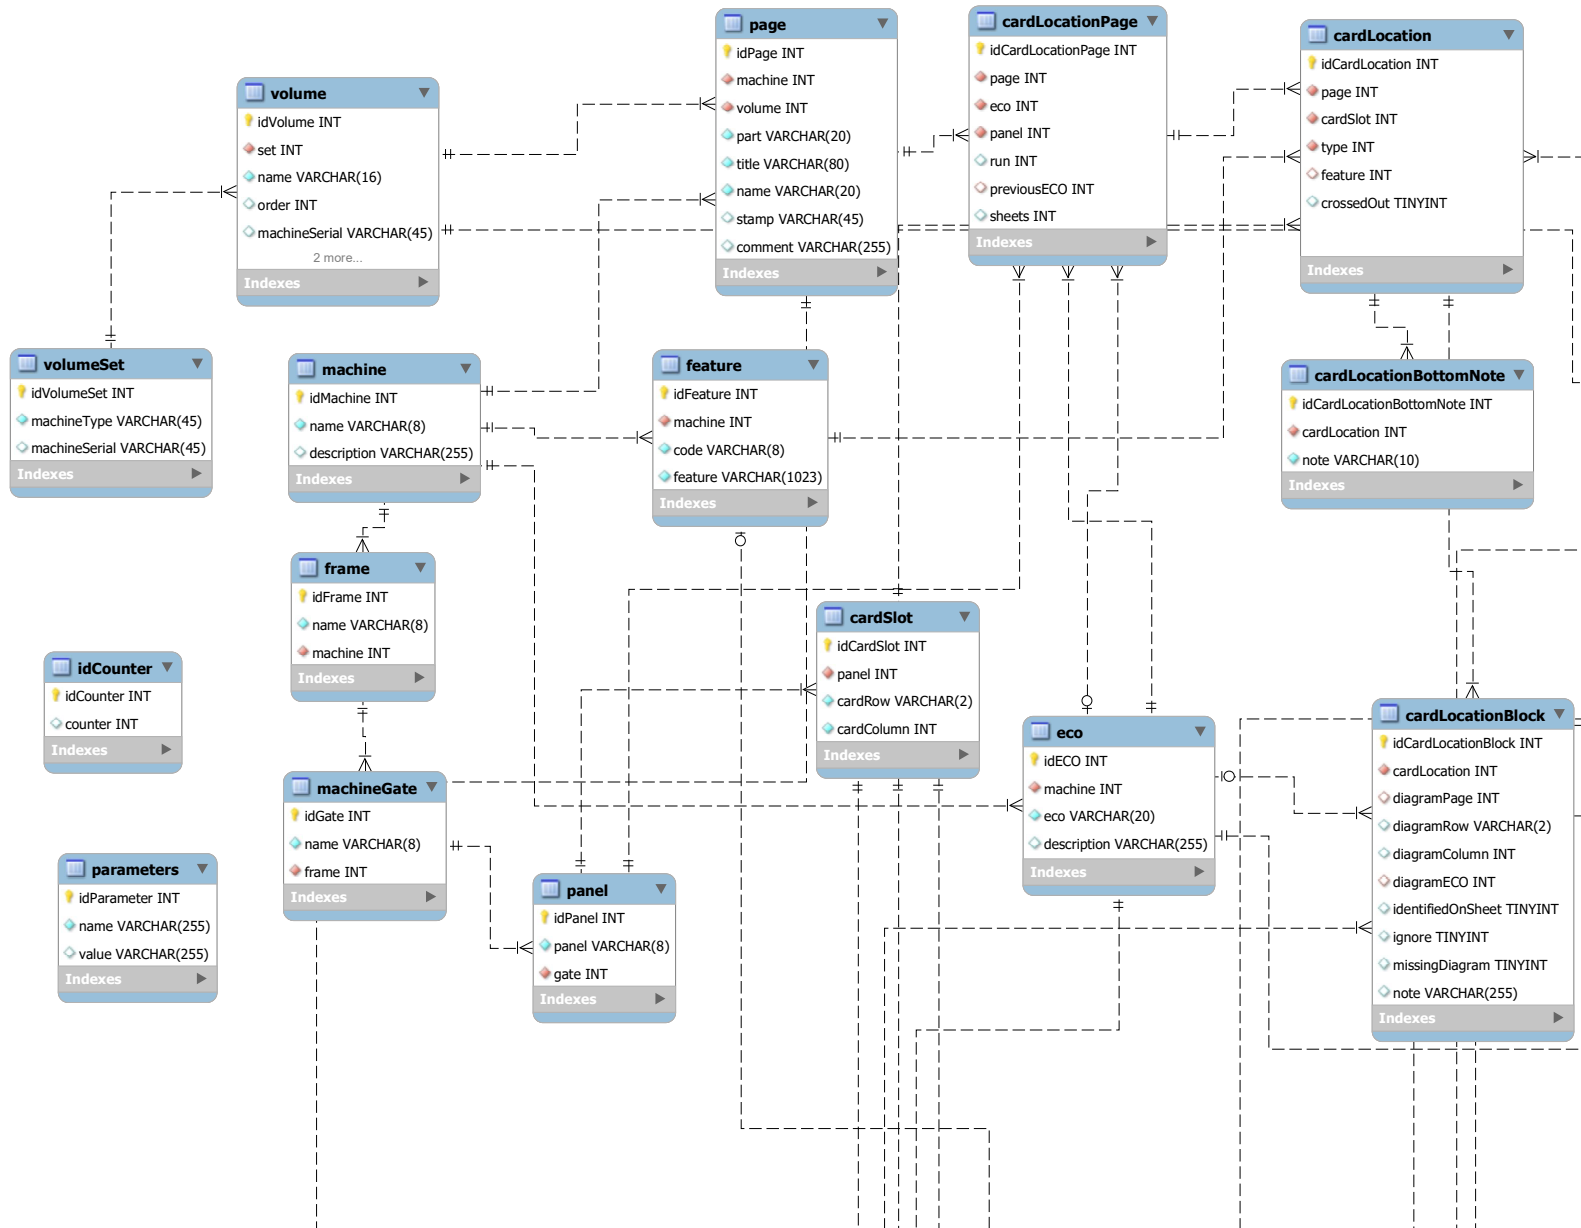 page
idPage INT
machine INT
volume INT
part VARCHAR(20)
title VARCHAR(80)
name VARCHAR(20)
stamp VARCHAR(45)
comment VARCHAR(255)
Indexes
cardLocationPage
idCardLocationPage INT
page INT
eco INT
panel INT
run INT
previousECO INT
sheets INT
Indexes
cardLocation
idCardLocation INT
page INT
cardSlot INT
type INT
feature INT
crossedOut TINYINT
Indexes
volume
idVolume INT
set INT
name VARCHAR(16)
order INT
machineSerial VARCHAR(45)
2 more...
Indexes
volumeSet
idVolumeSet INT
machineType VARCHAR(45)
machineSerial VARCHAR(45)
Indexes
machine
idMachine INT
name VARCHAR(8)
description VARCHAR(255)
Indexes
feature
idFeature INT
machine INT
code VARCHAR(8)
feature VARCHAR(1023)
Indexes
cardLocationBottomNote
idCardLocationBottomNote INT
cardLocation INT
note VARCHAR(10)
Indexes
frame
idFrame INT
name VARCHAR(8)
machine INT
Indexes
cardSlot
idCardSlot INT
panel INT
cardRow VARCHAR(2)
cardColumn INT
Indexes
idCounter
idCounter INT
counter INT
Indexes
eco
idECO INT
machine INT
eco VARCHAR(20)
description VARCHAR(255)
Indexes
cardLocationBlock
idCardLocationBlock INT
cardLocation INT
diagramPage INT
diagramRow VARCHAR(2)
diagramColumn INT
diagramECO INT
identifiedOnSheet TINYINT
ignore TINYINT
missingDiagram TINYINT
note VARCHAR(255)
Indexes
machineGate
idGate INT
name VARCHAR(8)
frame INT
Indexes
parameters
idParameter INT
name VARCHAR(255)
value VARCHAR(255)
Indexes
panel
idPanel INT
panel VARCHAR(8)
gate INT
Indexes